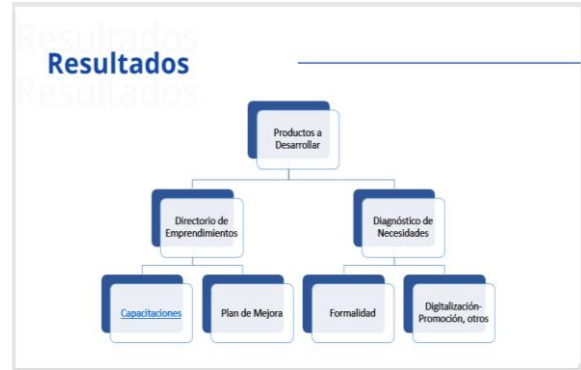 Resultados
Resultados
Resultados
Productos a
Desarrollar
Directorio de
Emprendimientos
Diagnóstico de
Necesidades
Capacitaciones
Plan de Mejora
Formalidad
Digitalización-
Promoción, otros